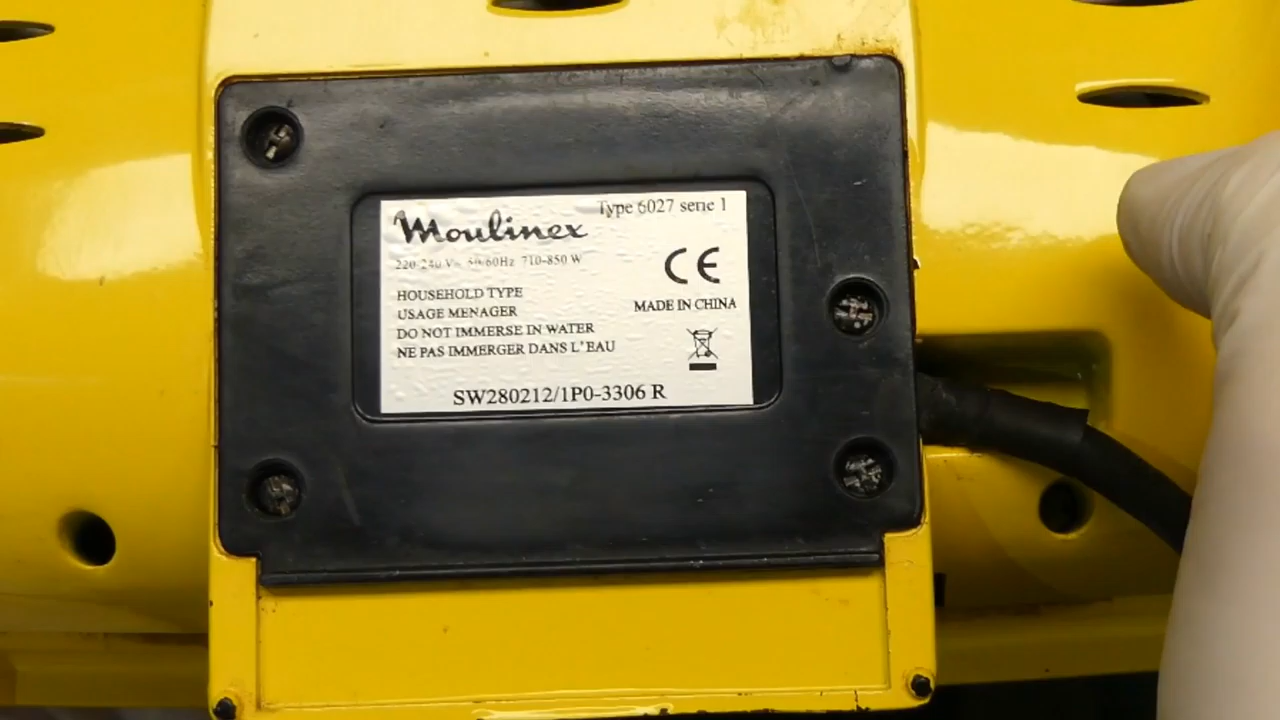 Moulinex
Type 6027 serie 1
220-240 V~ 50/60Hz 710-850 W
CE
HOUSEHOLD TYPE
USAGE MENAGER
MADE IN CHINA
DO NOT IMMERSE IN WATER
NE PAS IMMERGER DANS L'EAU
SW280212/1P0-3306 R